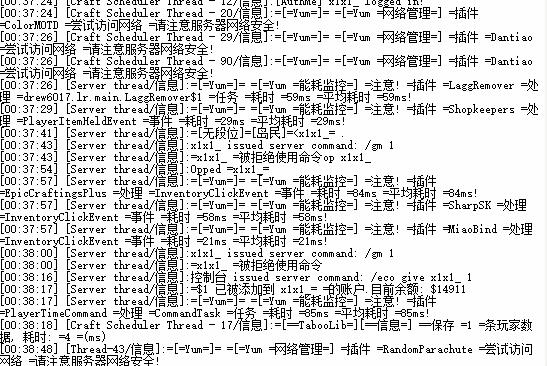 [00:37:24] [Craft Scheduler Thread - 12/信息]:[AuthMe] x1x1_ logged in!
[00:37:24] [Craft Scheduler Thread - 20/信息]:=[=Yum=]= =[=Yum =网络管理=] =插件
=ColorMOTD =尝试访问网络 =请注意服务器网络安全!
[00:37:26] [Craft Scheduler Thread - 29/信息]:=[=Yum=]= =[=Yum =网络管理=] =插件 =Dantiao
=尝试访问网络 =请注意服务器网络安全!
[00:37:26] [Craft Scheduler Thread - 90/信息]:=[=Yum=]= =[=Yum =网络管理=] =插件 =Dantiao
=尝试访问网络 =请注意服务器网络安全!
[00:37:26] [Server thread/信息]:=[=Yum=]= =[=Yum =能耗监控=] =注意! =插件 =LaggRemover =处
理 =drew6017.lr.main.LaggRemover$1 =任务 =耗时 =59ms =平均耗时 =59ms!
[00:37:29] [Server thread/信息]:=[=Yum=]= =[=Yum =能耗监控=] =注意! =插件 =Shopkeepers =处
理 =PlayerItemHeldEvent =事件 =耗时 =29ms =平均耗时 =29ms!
[00:37:41] [Server thread/信息]:=[无段位]=[岛民]=<x1x1_= .
[00:37:43] [Server thread/信息]:x1x1_ issued server command: /gm 1
[00:37:43] [Server thread/信息]:=x1x1_ =被拒绝使用命令op x1x1_
[00:37:54] [Server thread/信息]:Opped =x1x1_=
[00:37:57] [Server thread/信息]:=[=Yum=]= =[=Yum =能耗监控=] =注意! =插件
=EpicCraftingsPlus =处理 =InventoryClickEvent =事件 =耗时 =84ms =平均耗时 =84ms!
[00:37:57] [Server thread/信息]:=[=Yum=]= =[=Yum =能耗监控=] =注意! =插件 =SharpSK =处理
=InventoryClickEvent =事件 =耗时 =58ms =平均耗时 =58ms!
[00:37:57] [Server thread/信息]:=[=Yum=]= =[=Yum =能耗监控=] =注意! =插件 =MiaoBind =处理
=InventoryClickEvent =事件 =耗时 =21ms =平均耗时 =21ms!
[00:38:00] [Server thread/信息]:x1x1_ issued server command: /gm 1
[00:38:00] [Server thread/信息]:=x1x1_ =被拒绝使用命令
[00:38:16] [Server thread/信息]:控制台 issued server command: /eco give x1x1_ 1
[00:38:17] [Server thread/信息]:=$1 已被添加到 x1x1_= =的账户.目前余额: $14911
[00:38:17] [Server thread/信息]:=[=Yum=]= =[=Yum =能耗监控=] =注意! =插件
=PlayerTimeCommand =处理 =CommandTask =任务 =耗时 =85ms =平均耗时 =85ms!
[00:38:18] [Craft Scheduler Thread - 17/信息]:=[==TabooLib=][==信息=] ==保存 =1 =条玩家数
据, 耗时: =4 =(ms)
[00:38:48] [Thread-43/信息]:=[=Yum=]= =[=Yum =网络管理=] =插件 =RandomParachute =尝试访问
网络 =请注意服务器网络安全!